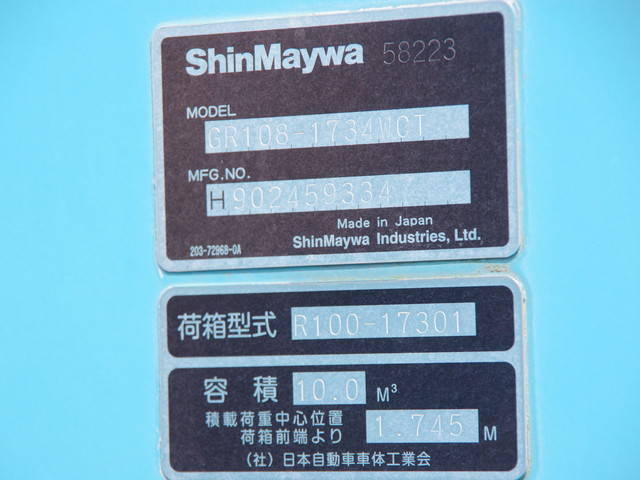 ShinMaywa 58223
MODEL
GR108-1734WCT
MFG.NO.
H902459334
Made in Japan
203-72968-0A ShinMaywa Industries, Ltd.
荷箱型式 R100-17301
容積 10.0 M³
積載荷重中心位置
荷箱前端より 1.745 M
(社)日本自動車車体工業会